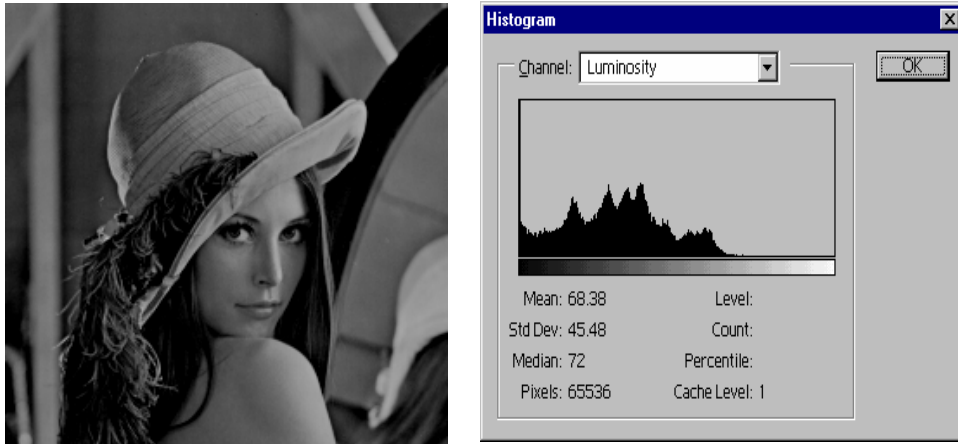 Histogram
Channel: Luminosity
OK
Mean: 68.38 Level:
Std Dev: 45.48 Count:
Median: 72 Percentile:
Pixels: 65536 Cache Level: 1